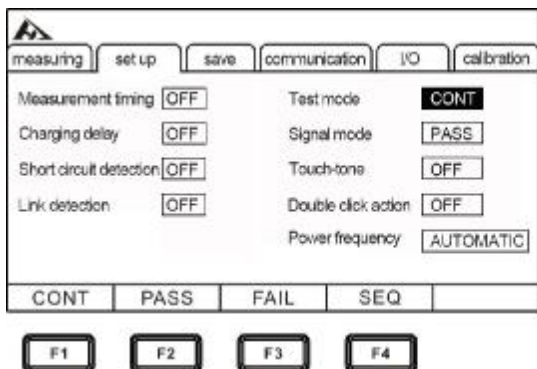 measuring set up save communication I/O calibration
Measurement timing OFF Test mode CONT
Charging delay OFF Signal mode PASS
Short circuit detection OFF Touch-tone OFF
Link detection OFF Double click action OFF
Power frequency AUTOMATIC
CONT PASS FAIL SEQ
F1 F2 F3 F4